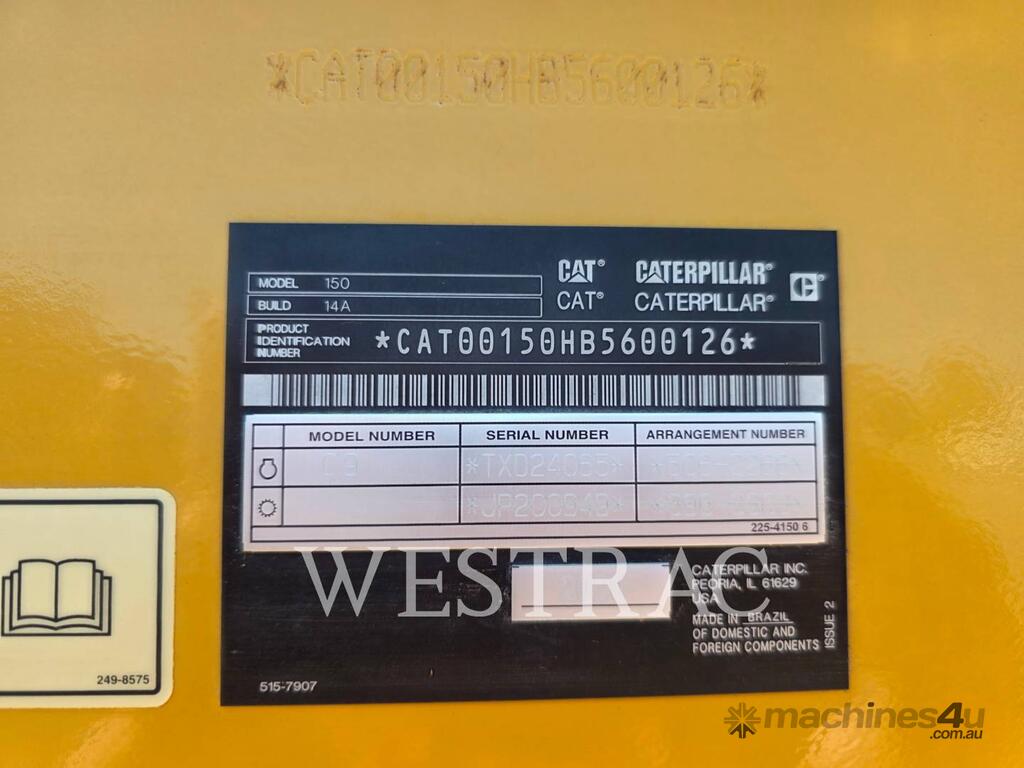 *CAT00150HB5600126*
CAT® CATERPILLAR®
MODEL 150
CAT® CATERPILLAR®
BUILD 14A
PRODUCT IDENTIFICATION NUMBER *CAT00150HB5600126*
MODEL NUMBER SERIAL NUMBER ARRANGEMENT NUMBER
C9
225-4150 6
WESTRAC
CATERPILLAR INC.
PEORIA, IL 61629
USA
MADE IN BRAZIL
OF DOMESTIC AND
FOREIGN COMPONENTS
ISSUE 2
515-7907
249-8575
machines4u
.com.au